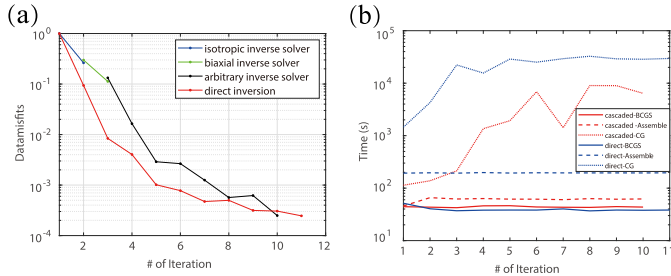 (a)
10^0
10^-1
10^-2
10^-3
10^-4
Datamisfits
2
4
6
8
10
12
# of Iteration
isotropic inverse solver
biaxial inverse solver
arbitrary inverse solver
direct inversion
(b)
10^5
10^4
10^3
10^2
10^1
Time (s)
1
2
3
4
5
6
7
8
9
10
11
# of Iteration
cascaded-BCGS
cascaded -Assemble
cascaded-CG
direct-BCGS
direct-Assemble
direct-CG